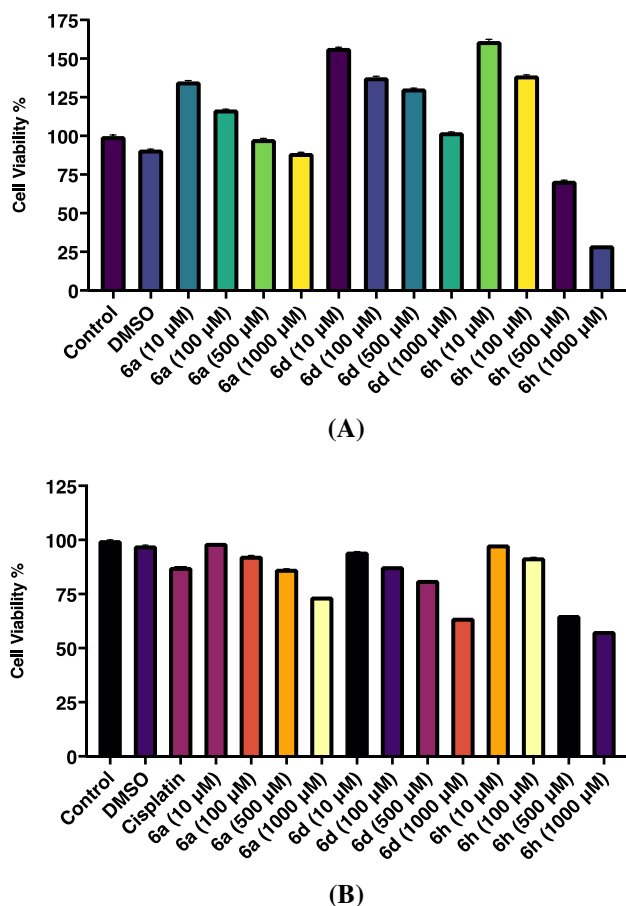 175
150
125
100
75
50
25
0
Cell Viability %
Control
DMSO
6a (10 µM)
6a (100 µM)
6a (500 µM)
6a (1000 µM)
6d (10 µM)
6d (100 µM)
6d (500 µM)
6d (1000 µM)
6h (10 µM)
6h (100 µM)
6h (500 µM)
6h (1000 µM)
(A)
125
100
75
50
25
0
Cell Viability %
Control
DMSO
Cisplatin
6a (10 µM)
6a (100 µM)
6a (500 µM)
6a (1000 µM)
6d (10 µM)
6d (100 µM)
6d (500 µM)
6d (1000 µM)
6h (10 µM)
6h (100 µM)
6h (500 µM)
6h (1000 µM)
(B)